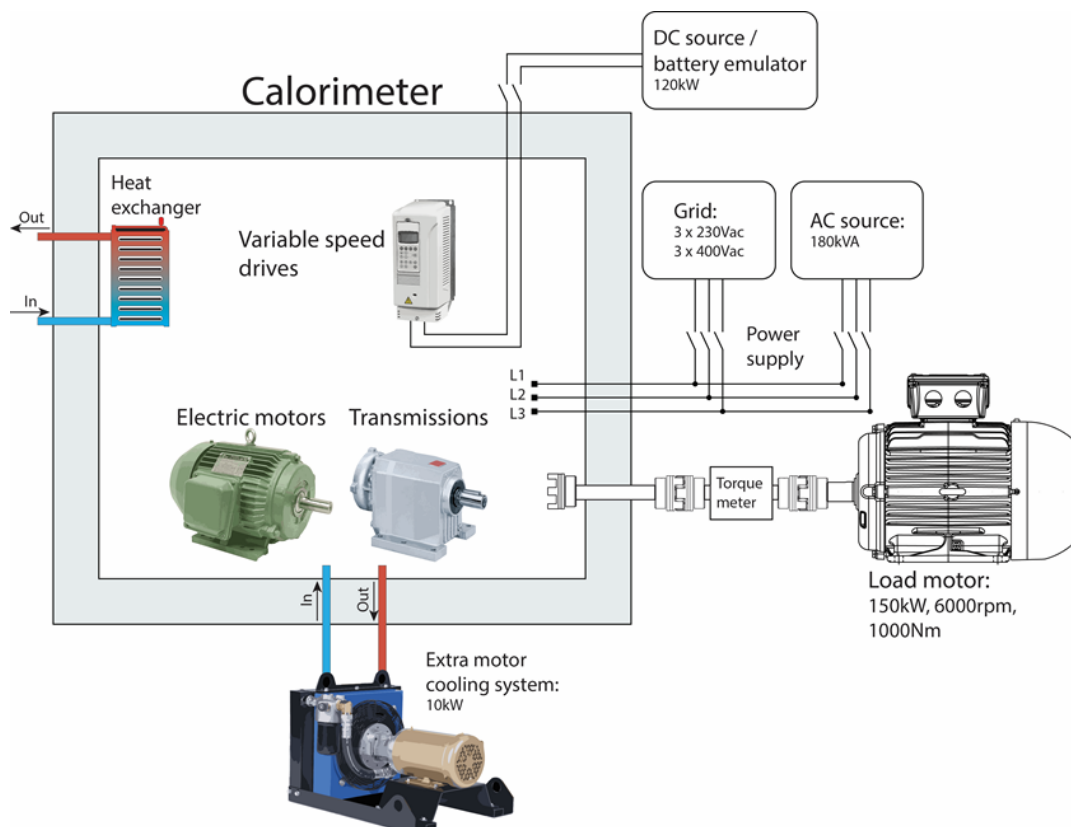 DC source /
battery emulator
120kW
Calorimeter
Heat
exchanger
Out
In
Variable speed
drives
Grid:
3 x 230Vac
3 x 400Vac
AC source:
180kVA
Power
supply
L1
L2
L3
Electric motors
Transmissions
Torque
meter
Load motor:
150kW, 6000rpm,
1000Nm
In
Out
Extra motor
cooling system:
10kW